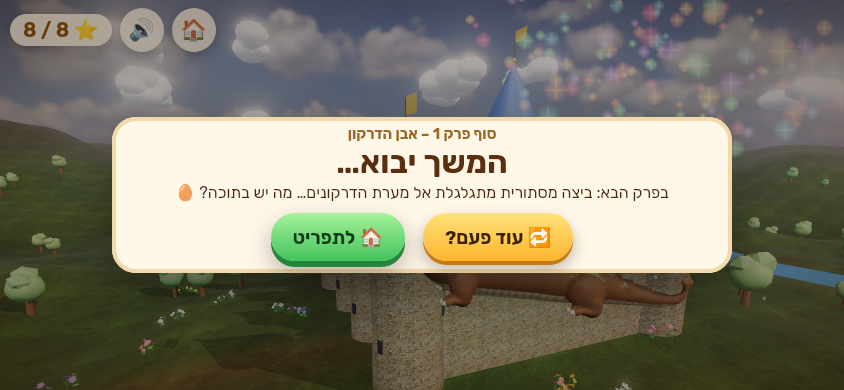 8 / 8 ⭐ 🔊 🏠
סוף פרק 1 – אבן הדרקון
המשך יבוא...
בפרק הבא: ביצה מסתורית מתגלגלת אל מערת הדרקונים... מה יש בתוכה? 🥚
🔁 עוד פעם?
🏠 לתפריט